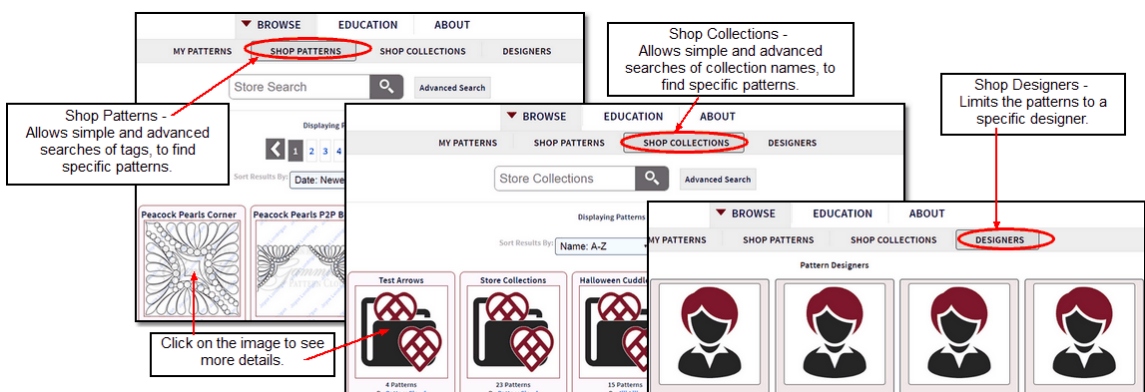 BROWSE EDUCATION ABOUT
MY PATTERNS SHOP PATTERNS SHOP COLLECTIONS DESIGNERS
Store Search Advanced Search
Shop Patterns -
Allows simple and advanced
searches of tags, to find
specific patterns.
Displaying
1 2 3 4
Sort Results By: Date: Newe
Peacock Pearls Corner Peacock Pearls P2P B
Click on the image to see
more details.
Shop Collections -
Allows simple and advanced
searches of collection names, to
find specific patterns.
BROWSE EDUCATION ABOUT
MY PATTERNS SHOP PATTERNS SHOP COLLECTIONS DESIGNERS
Store Collections Advanced Search
Displaying Patterns
Sort Results By: Name: A-Z
Test Arrows Store Collections Halloween Cuddle
4 Patterns 23 Patterns 15 Patterns
Shop Designers -
Limits the patterns to a
specific designer.
BROWSE EDUCATION ABOUT
MY PATTERNS SHOP PATTERNS SHOP COLLECTIONS DESIGNERS
Pattern Designers